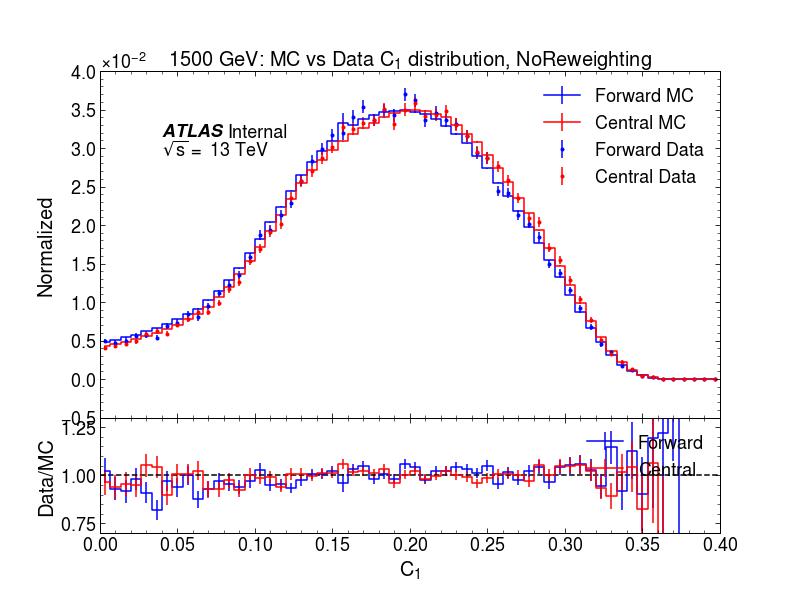 1500 GeV: MC vs Data C₁ distribution, NoReweighting
×10⁻²
4.0
3.5
3.0
2.5
2.0
1.5
1.0
0.5
0.0
−0.5
Normalized
ATLAS Internal
√s = 13 TeV
Forward MC
Central MC
Forward Data
Central Data
1.25
1.00
0.75
Data/MC
Forward
Central
0.00 0.05 0.10 0.15 0.20 0.25 0.30 0.35 0.40
C₁